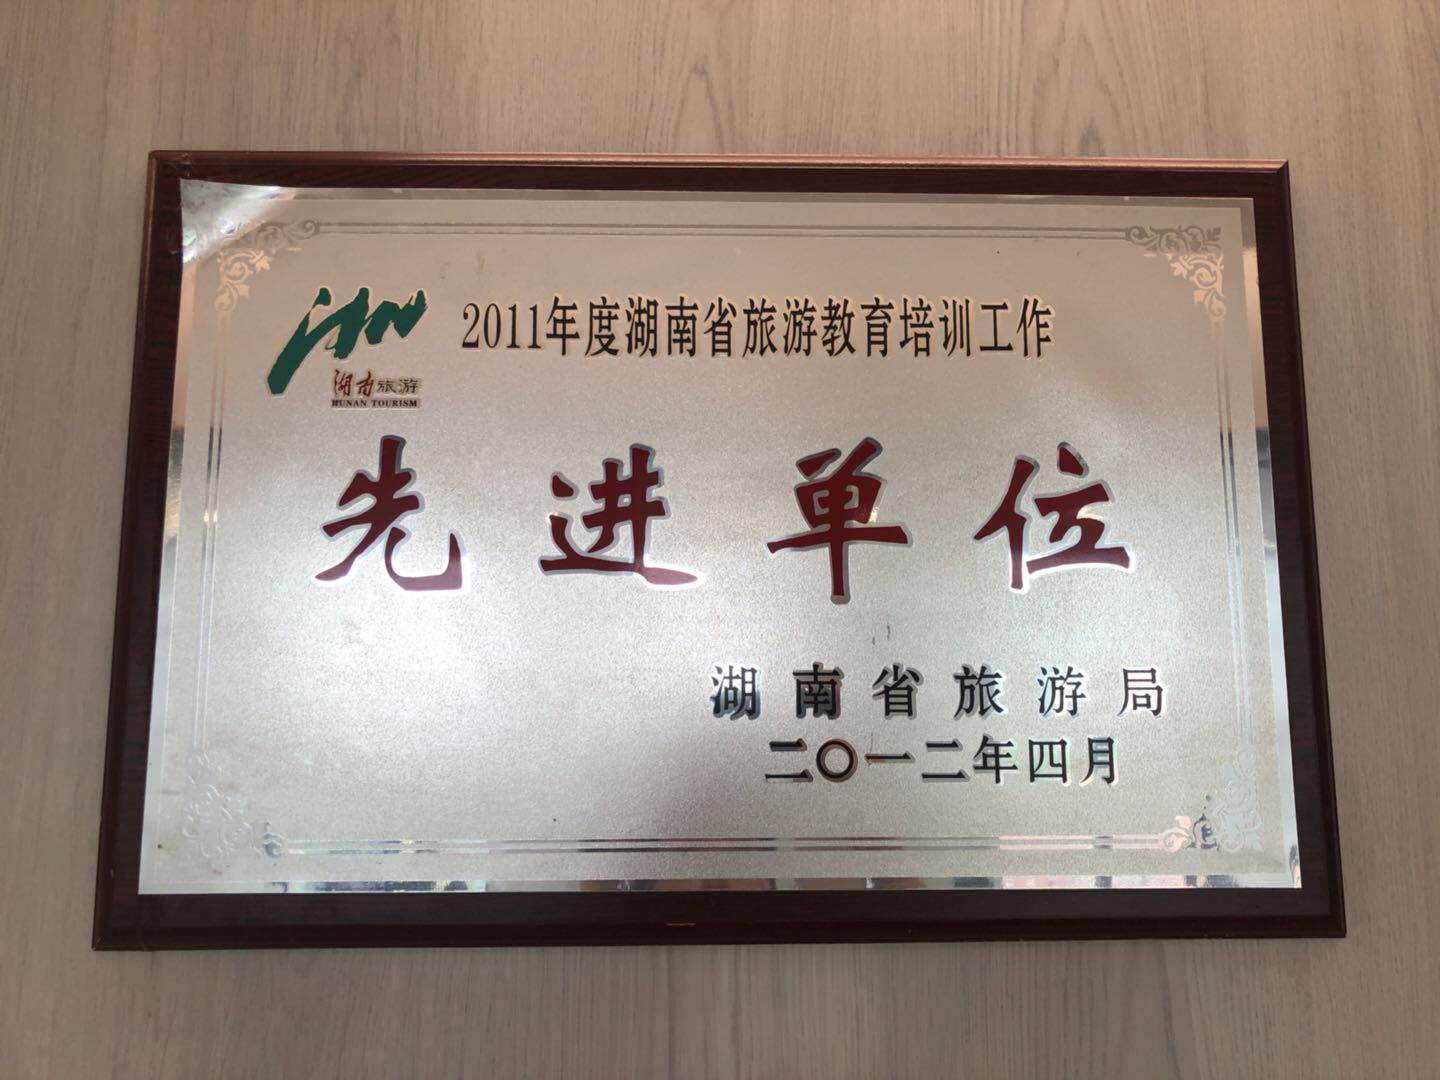 2011年度湖南省旅游教育培训工作
湖南旅游
HUNAN TOURISM
先进单位
湖南省旅游局
二〇一二年四月